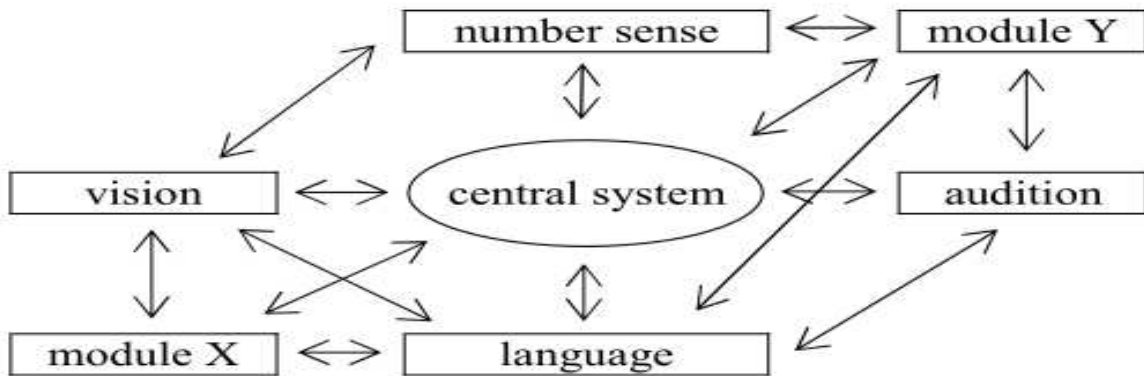 number sense
module Y
vision
central system
audition
module X
language